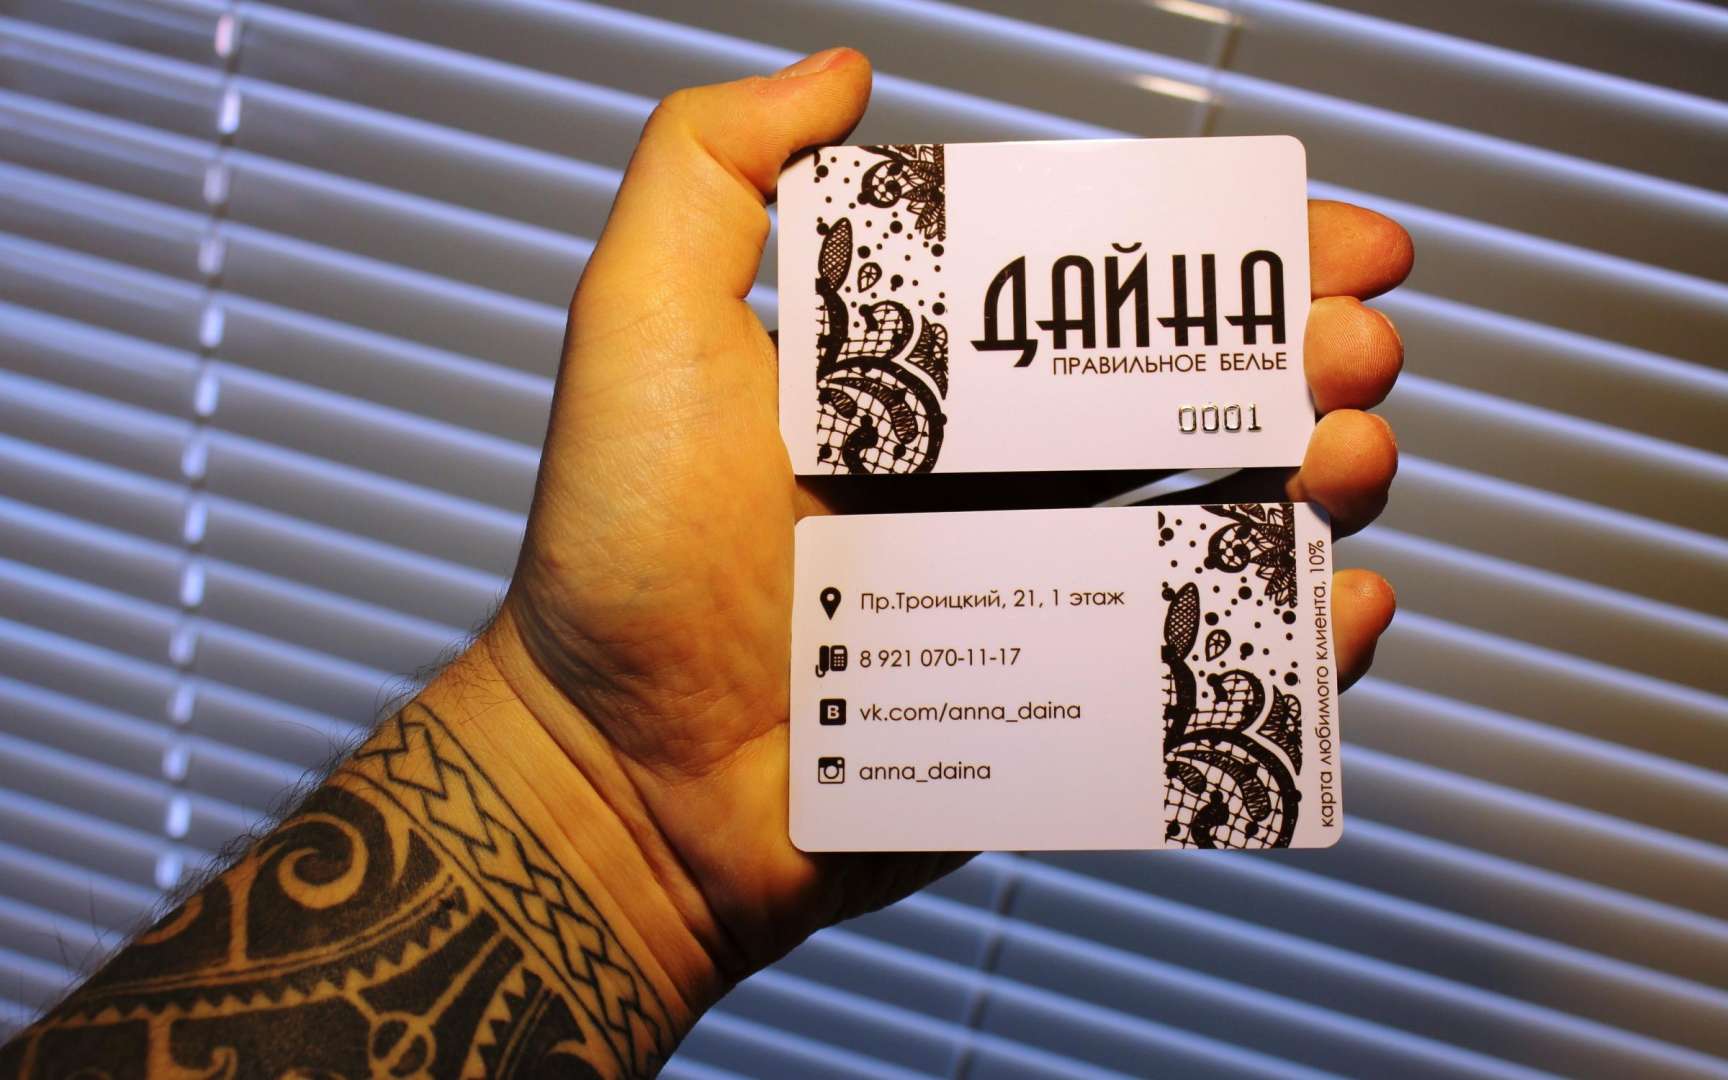 ДАЙНА
ПРАВИЛЬНОЕ БЕЛЬЕ
0001
Пр.Троицкий, 21, 1 этаж
8 921 070-11-17
vk.com/anna_daina
anna_daina
карта любимого клиента, 10%